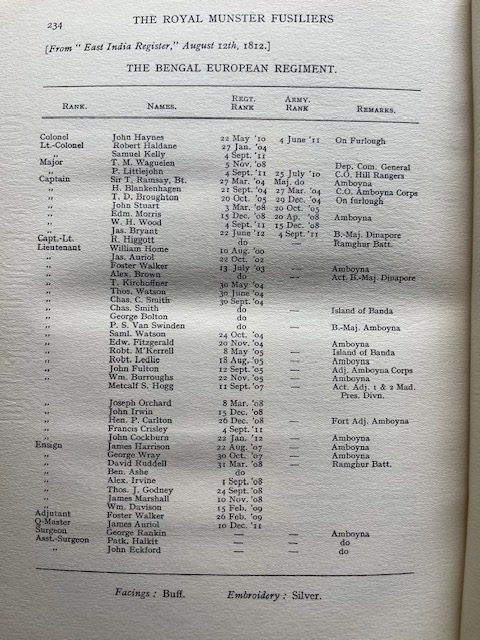 234 THE ROYAL MUNSTER FUSILIERS
[From "East India Register," August 12th, 1812.]
THE BENGAL EUROPEAN REGIMENT.
RANK. NAMES. REGT. RANK ARMY. RANK REMARKS.
Colonel John Haynes 22 May '10 4 June '11 On Furlough
Lt.-Colonel Robert Haldane 27 Jan. '04
„ Samuel Kelly 4 Sept. '11
Major T. M. Waguelen 5 Nov. '08 Dep. Com. General
„ P. Littlejohn 4 Sept. '11 25 July '10 C.O. Hill Rangers
Captain Sir T. Ramsay, Bt. 27 Mar. '04 Maj. do Amboyna
„ H. Blankenhagen 21 Sept. '04 27 Mar. '04 C.O. Amboyna Corps
„ T. D. Broughton 20 Oct. '05 29 Dec. '04 On furlough
„ John Stuart 3 Mar. '08 20 Oct. '05
„ Edm. Morris 15 Dec. '08 20 Ap. '08 Amboyna
„ W. H. Wood 4 Sept. '11 15 Dec. '08
„ Jas. Bryant 22 June '12 4 Sept. '11 B.-Maj. Dinapore
Capt.-Lt. R. Higgott do Ramghur Batt.
Lieutenant William Home 10 Aug. '00
„ Jas. Auriol 22 Oct. '02
„ Foster Walker 13 July '03 — Amboyna
„ Alex. Brown do — Act. B.-Maj. Dinapore
„ T. Kirchoffner 30 May '04
„ Thos. Watson 30 June '04
„ Chas. C. Smith 30 Sept. '04
„ Chas. Smith do — Island of Banda
„ George Bolton do
„ P. S. Van Swinden do — B.-Maj. Amboyna
„ Saml. Watson 24 Oct. '04
„ Edw. Fitzgerald 20 Nov. '04 — Amboyna
„ Robt. M'Kerrell 8 May '05 — Island of Banda
„ Robt. Ledlie 18 Aug. '05 — Amboyna
„ John Fulton 12 Sept. '05 — Adj. Amboyna Corps
„ Wm. Burroughs 22 Nov. '05 — Amboyna
„ Metcalf S. Hogg 11 Sept. '07 — Act. Adj. 1 & 2 Mad.
Pres. Divn.
„ Joseph Orchard 8 Mar. '08
„ John Irwin 15 Dec. '08
„ Hen. P. Carlton 26 Dec. '08 — Fort Adj. Amboyna
„ Francis Crisley 4 Sept. '11
„ John Cockburn 22 Jan. '12 — Amboyna
Ensign James Harrison 22 Aug. '07 — Amboyna
„ George Wray 30 Oct. '07 — Amboyna
„ David Ruddell 31 Mar. '08 — Ramghur Batt.
„ Ben. Ashe do
„ Alex. Irvine 1 Sept. '08
„ Thos. J. Godney 24 Sept. '08
„ James Marshall 10 Nov. '08
„ Wm. Davison 15 Feb. '09
Adjutant Foster Walker 26 Feb. '09
Q-Master James Auriol 10 Dec. '11
Surgeon George Rankin — — Amboyna
Asst.-Surgeon Patk. Halkit — — do
„ John Eckford — — do
Facings: Buff. Embroidery: Silver.